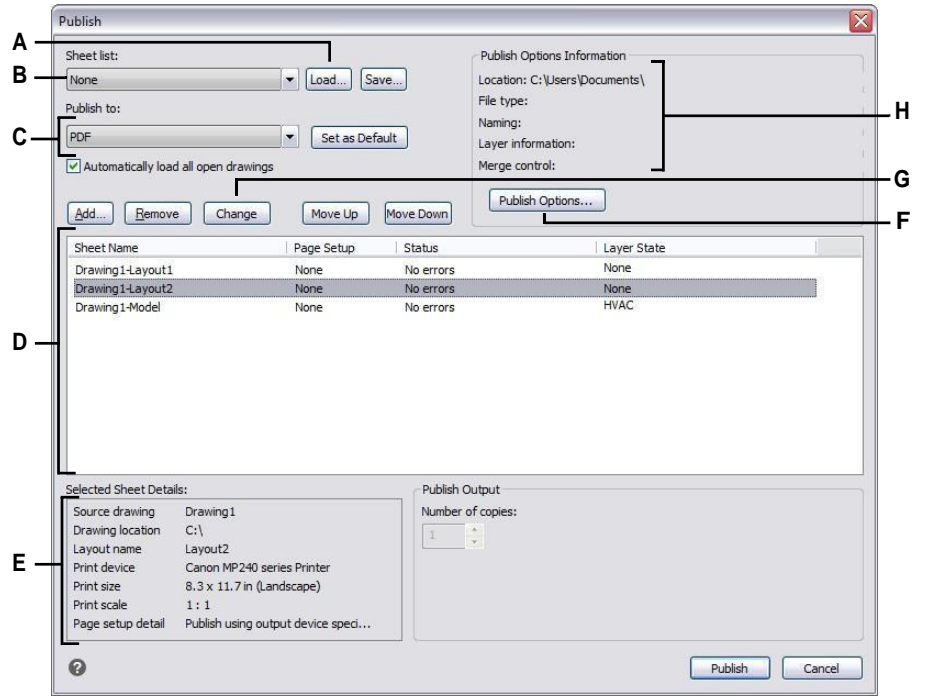 Publish
A
Sheet list:
B
None
Load...
Save...
Publish to:
C
PDF
Set as Default
Automatically load all open drawings
Publish Options Information
Location: C:\Users\Documents\
File type:
Naming:
Layer information:
Merge control:
H
G
Publish Options...
F
Add...
Remove
Change
Move Up
Move Down
Sheet Name Page Setup Status Layer State
Drawing1-Layout1 None No errors None
Drawing1-Layout2 None No errors None
Drawing1-Model None No errors HVAC
D
Selected Sheet Details:
Source drawing Drawing1
Drawing location C:\
Layout name Layout2
E
Print device Canon MP240 series Printer
Print size 8.3 x 11.7 in (Landscape)
Print scale 1 : 1
Page setup detail Publish using output device speci...
Publish Output
Number of copies:
1
?
Publish
Cancel